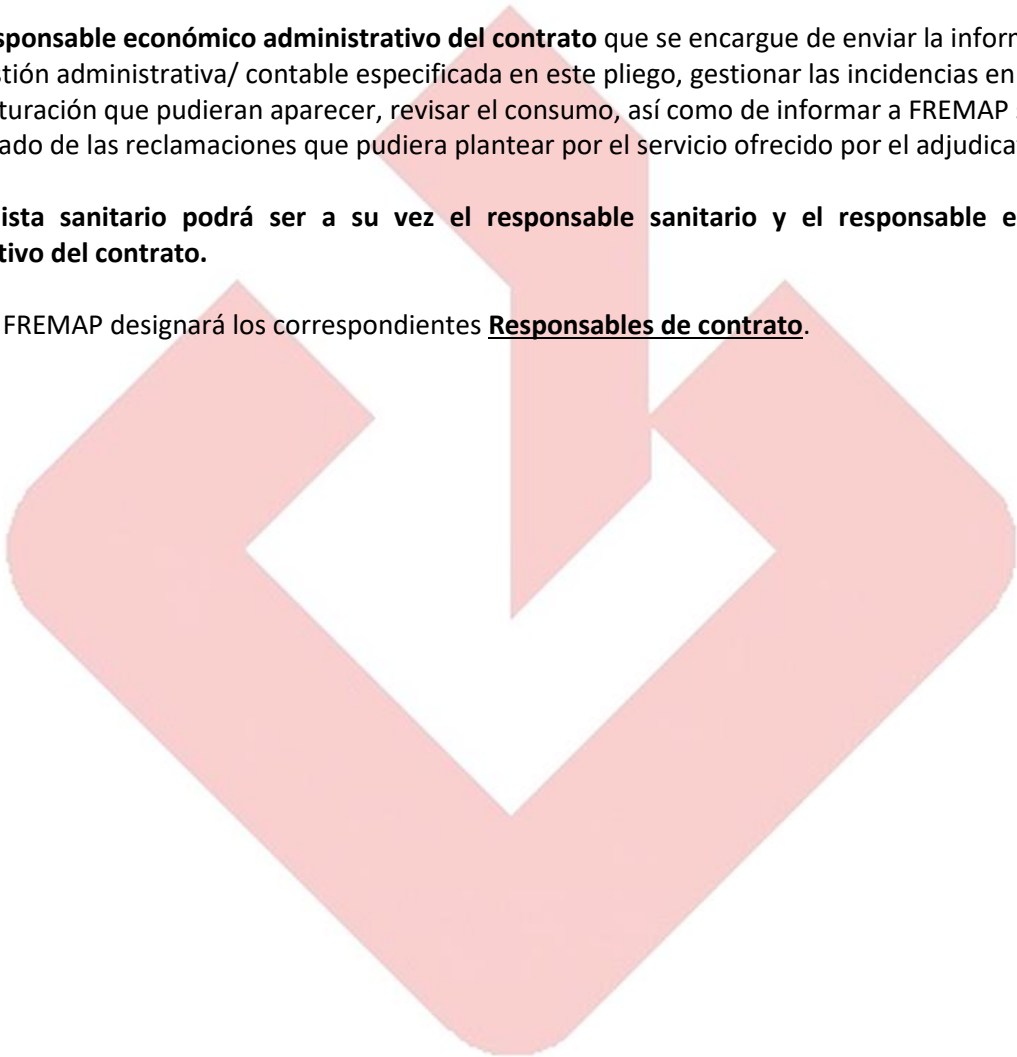 sponsable económico administrativo del contrato que se encargue de enviar la inforr
stión administrativa/ contable especificada en este pliego, gestionar las incidencias en
turación que pudieran aparecer, revisar el consumo, así como de informar a FREMAP
ado de las reclamaciones que pudiera plantear por el servicio ofrecido por el adjudica
ista sanitario podrá ser a su vez el responsable sanitario y el responsable e
tivo del contrato.
FREMAP designará los correspondientes Responsables de contrato.